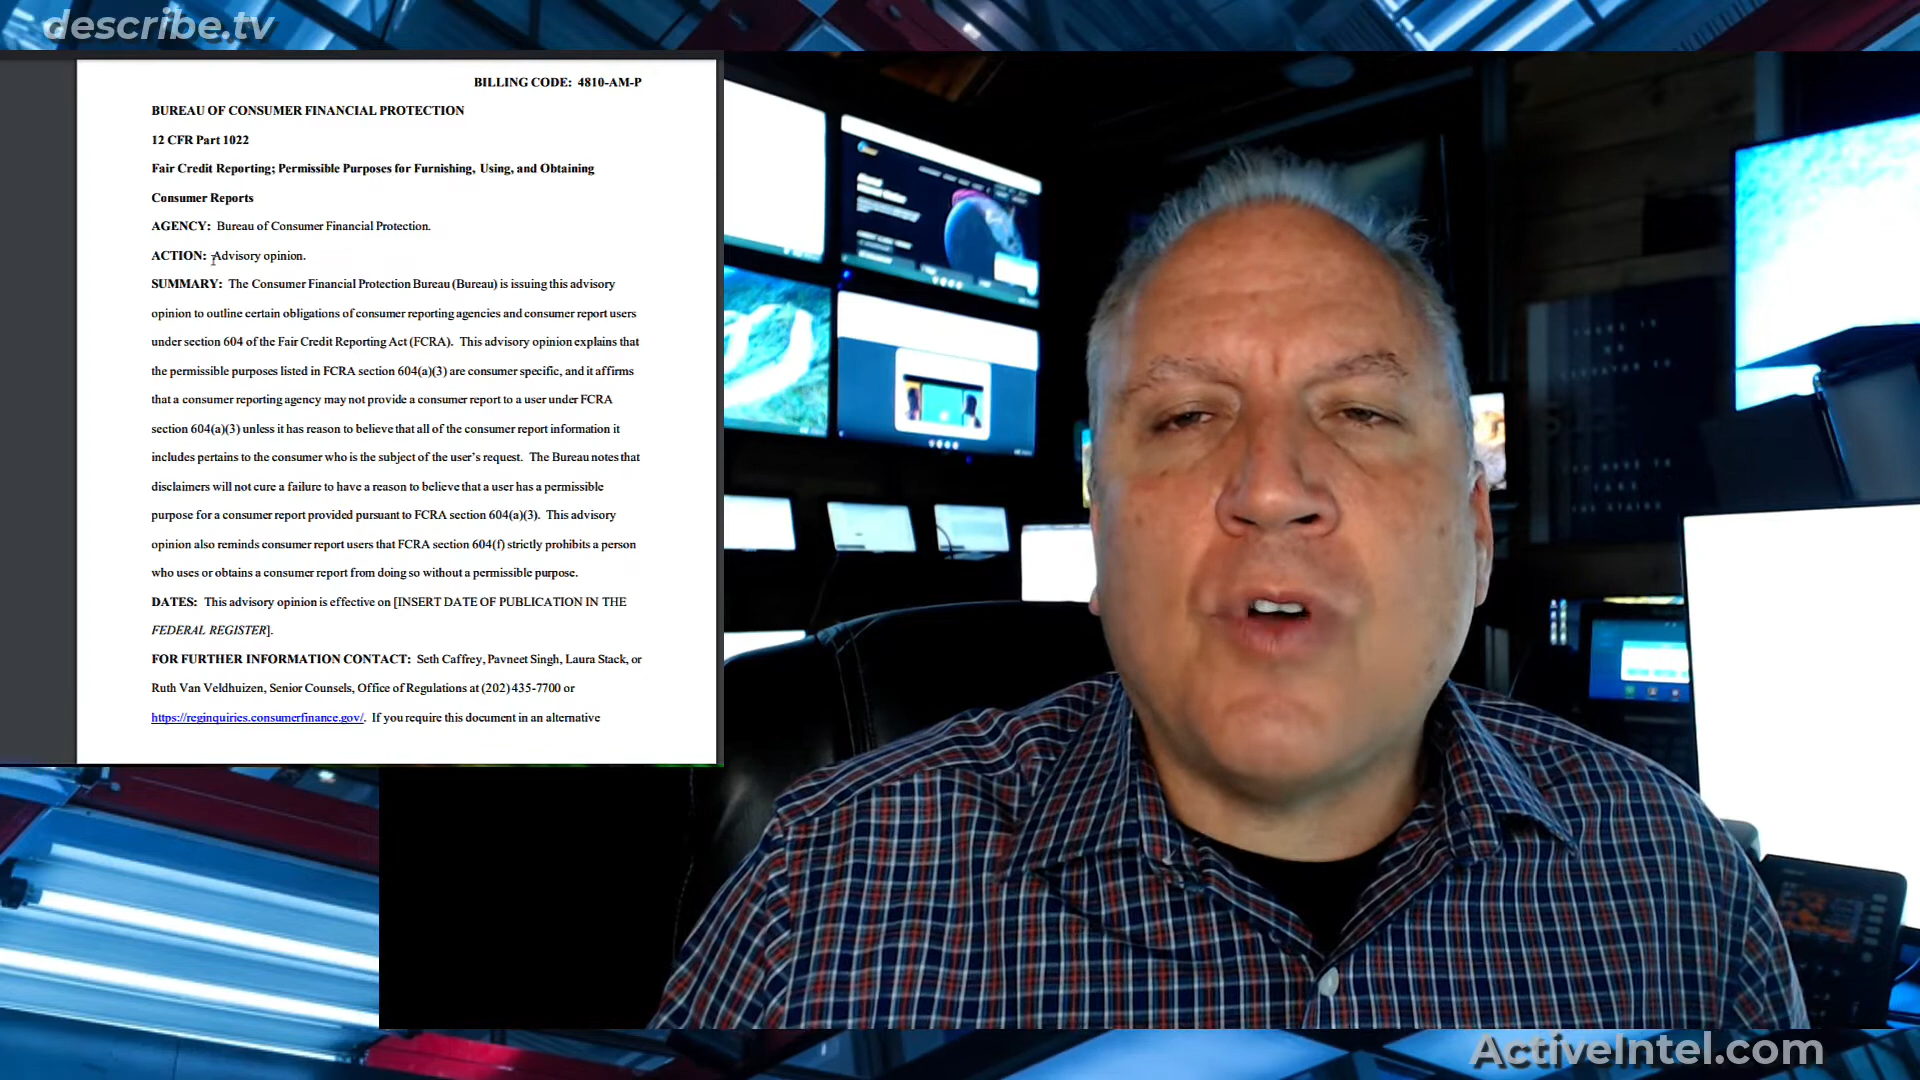 describe.tv
BILLING CODE: 4810-AM-P
BUREAU OF CONSUMER FINANCIAL PROTECTION
12 CFR Part 1022
Fair Credit Reporting; Permissible Purposes for Furnishing, Using, and Obtaining
Consumer Reports
AGENCY: Bureau of Consumer Financial Protection.
ACTION: Advisory opinion.
SUMMARY: The Consumer Financial Protection Bureau (Bureau) is issuing this advisory
opinion to outline certain obligations of consumer reporting agencies and consumer report users
under section 604 of the Fair Credit Reporting Act (FCRA). This advisory opinion explains that
the permissible purposes listed in FCRA section 604(a)(3) are consumer specific, and it affirms
that a consumer reporting agency may not provide a consumer report to a user under FCRA
section 604(a)(3) unless it has reason to believe that all of the consumer report information it
includes pertains to the consumer who is the subject of the user's request. The Bureau notes that
disclaimers will not cure a failure to have a reason to believe that a user has a permissible
purpose for a consumer report provided pursuant to FCRA section 604(a)(3). This advisory
opinion also reminds consumer report users that FCRA section 604(f) strictly prohibits a person
who uses or obtains a consumer report from doing so without a permissible purpose.
DATES: This advisory opinion is effective on [INSERT DATE OF PUBLICATION IN THE
FEDERAL REGISTER].
FOR FURTHER INFORMATION CONTACT: Seth Caffrey, Pavneet Singh, Laura Stack, or
Ruth Van Veldhuizen, Senior Counsels, Office of Regulations at (202) 435-7700 or
https://reginquiries.consumerfinance.gov/. If you require this document in an alternative
THERE IS
NO
ELEVATOR TO
YOU HAVE TO
TAKE
THE STAIRS
ActiveIntel.com